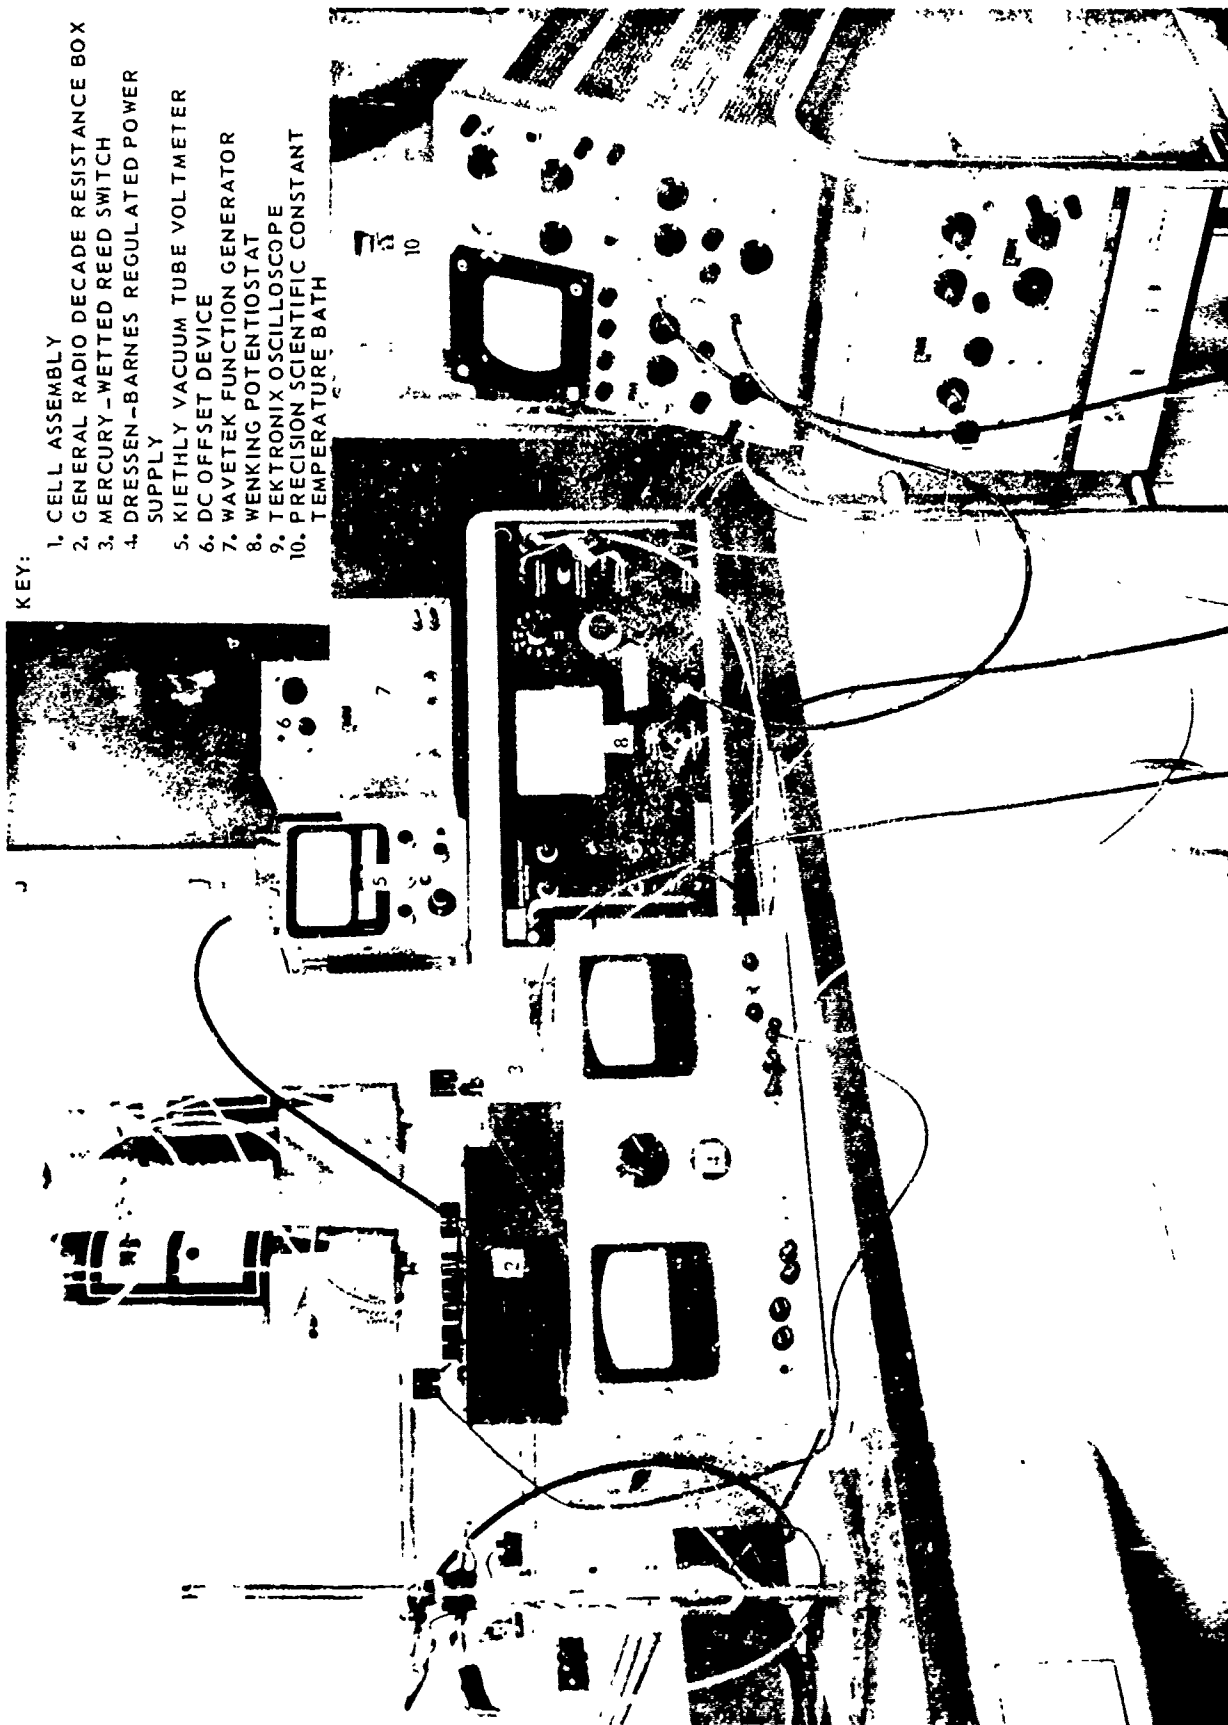 KEY:
1. CELL ASSEMBLY
2. GENERAL RADIO DECADE RESISTANCE BOX
3. MERCURY-WETTED REED SWITCH
4. DRESSEN-BARNES REGULATED POWER
SUPPLY
5. KIETHLY VACUUM TUBE VOLTMETER
6. DC OFFSET DEVICE
7. WAVETEK FUNCTION GENERATOR
8. WENKING POTENTIOSTAT
9. TEKTRONIX OSCILLOSCOPE
10. PRECISION SCIENTIFIC CONSTANT
TEMPERATURE BATH
10
6
7
5
8
3
4
2
1